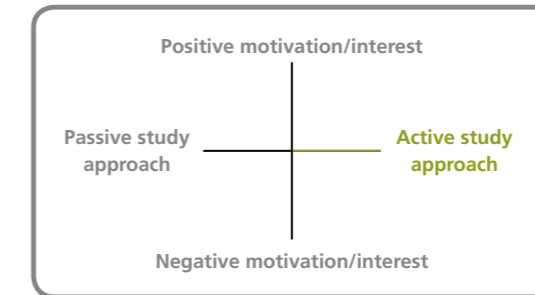 Positive motivation/interest
Passive study
approach
Active study
approach
Negative motivation/interest